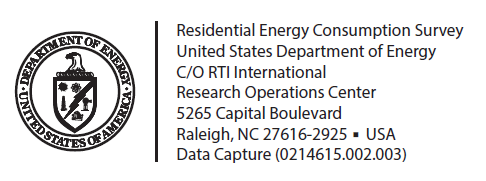 DEPARTMENT OF ENERGY
UNITED STATES OF AMERICA
Residential Energy Consumption Survey
United States Department of Energy
C/O RTI International
Research Operations Center
5265 Capital Boulevard
Raleigh, NC 27616-2925 ▪ USA
Data Capture (0214615.002.003)